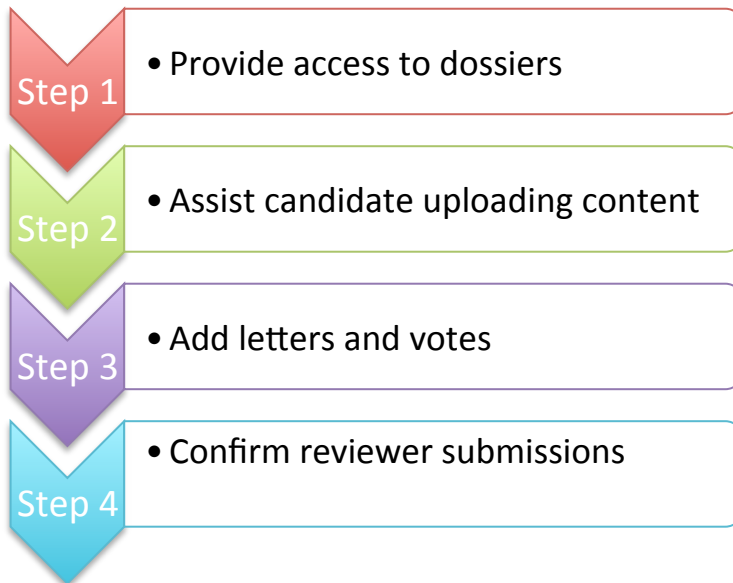 Step 1
• Provide access to dossiers
Step 2
• Assist candidate uploading content
Step 3
• Add letters and votes
Step 4
• Confirm reviewer submissions